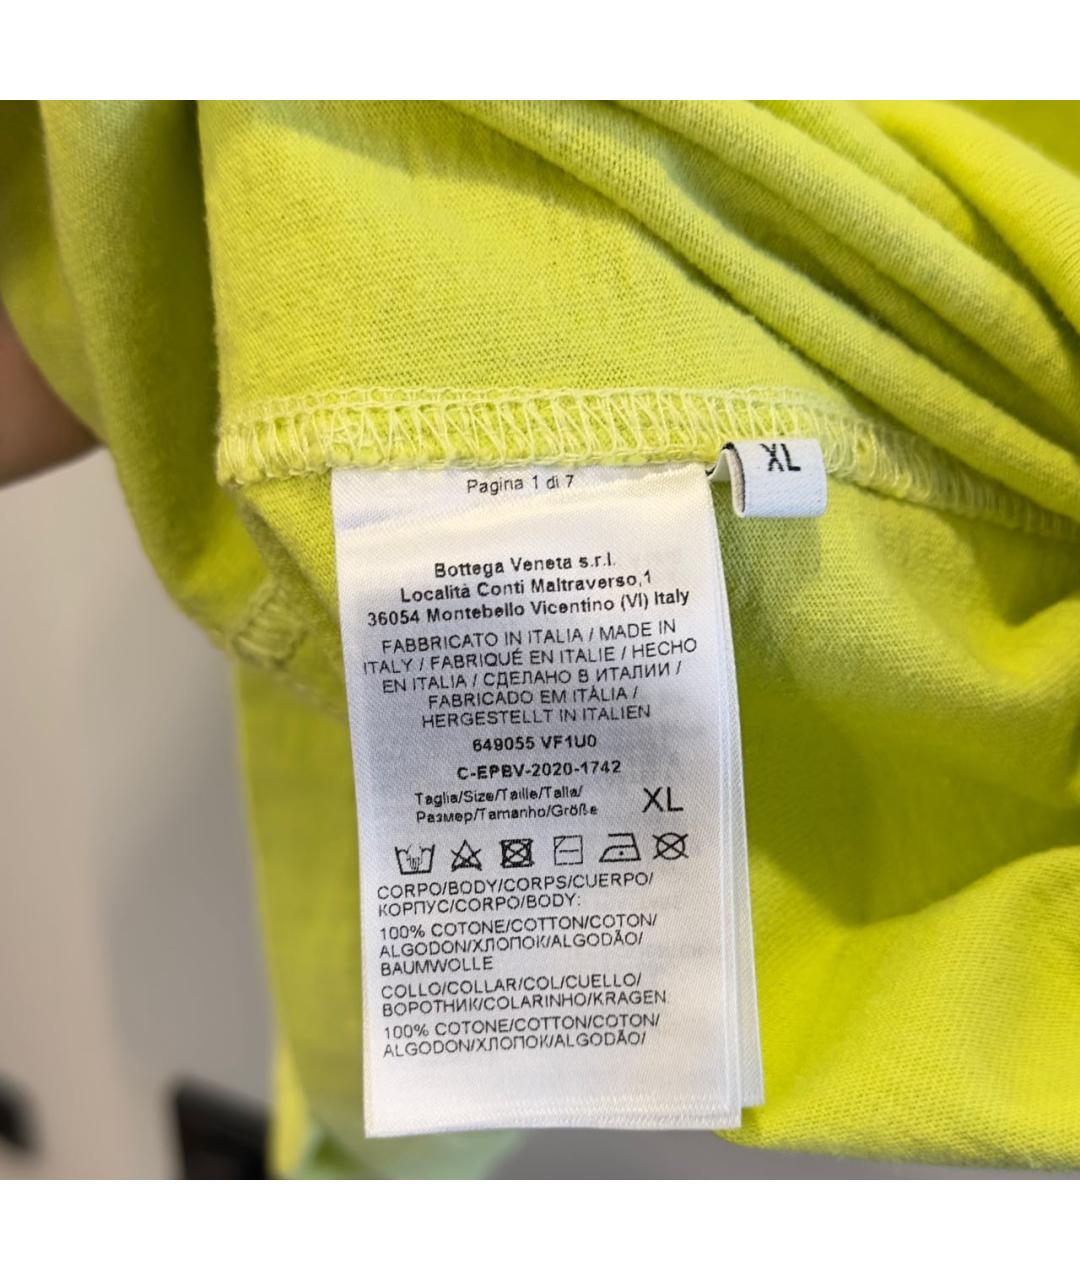 XL
Pagina 1 di 7
Bottega Veneta s.r.l.
Località Conti Maltraverso,1
36054 Montebello Vicentino (VI) Italy
FABBRICATO IN ITALIA / MADE IN
ITALY / FABRIQUÉ EN ITALIE / HECHO
EN ITALIA / СДЕЛАНО В ИТАЛИИ /
FABRICADO EM ITÀLIA /
HERGESTELLT IN ITALIEN
649055 VF1U0
C-EPBV-2020-1742
Taglia/Size/Taille/Talla/
Размер/Tamanho/Größe XL
CORPO/BODY/CORPS/CUERPO/
КОРПУС/CORPO/BODY:
100% COTONE/COTTON/COTON/
ALGODON/ХЛОПОК/ALGODÃO/
BAUMWOLLE
COLLO/COLLAR/COL/CUELLO/
ВОРОТНИК/COLARINHO/KRAGEN:
100% COTONE/COTTON/COTON/
ALGODON/ХЛОПОК/ALGODÃO/